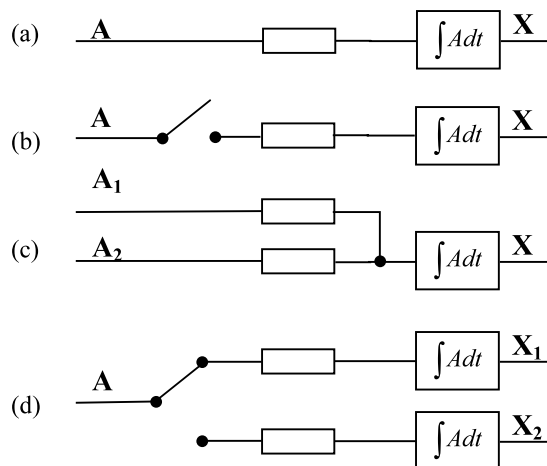 (a) A ∫Adt X
(b) A ∫Adt X
A₁
(c) A₂ ∫Adt X
∫Adt X₁
(d) A
∫Adt X₂